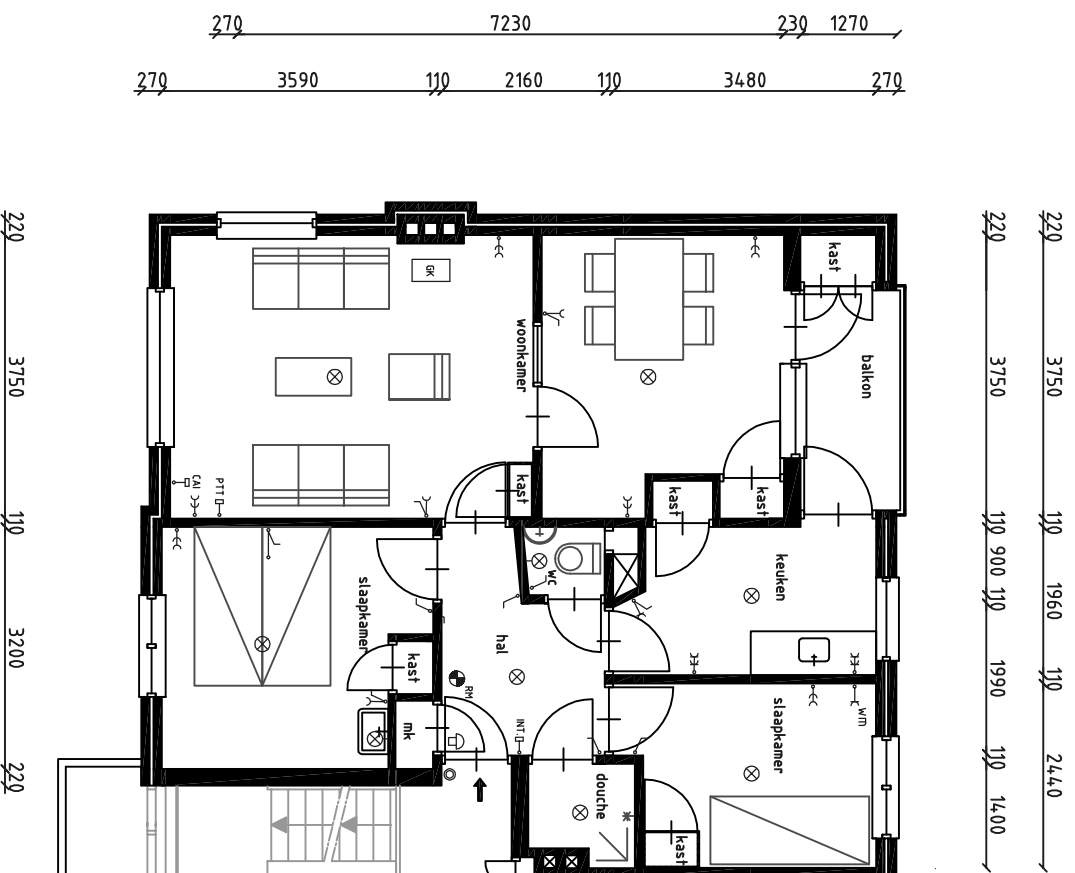 270 7230 230 1270
270 3590 110 2160 110 3480 270
220 3750 110 3200 220
220 3750 110 900 110 1990 110 1400
220 3750 110 1960 110 2440
GK
woonkamer
kast
balkon
CAI
PTT
kast
kast
kast
wc
keuken
slaapkamer
hal
kast
RM
mk
INT.
slaapkamer
wm
douche
kast